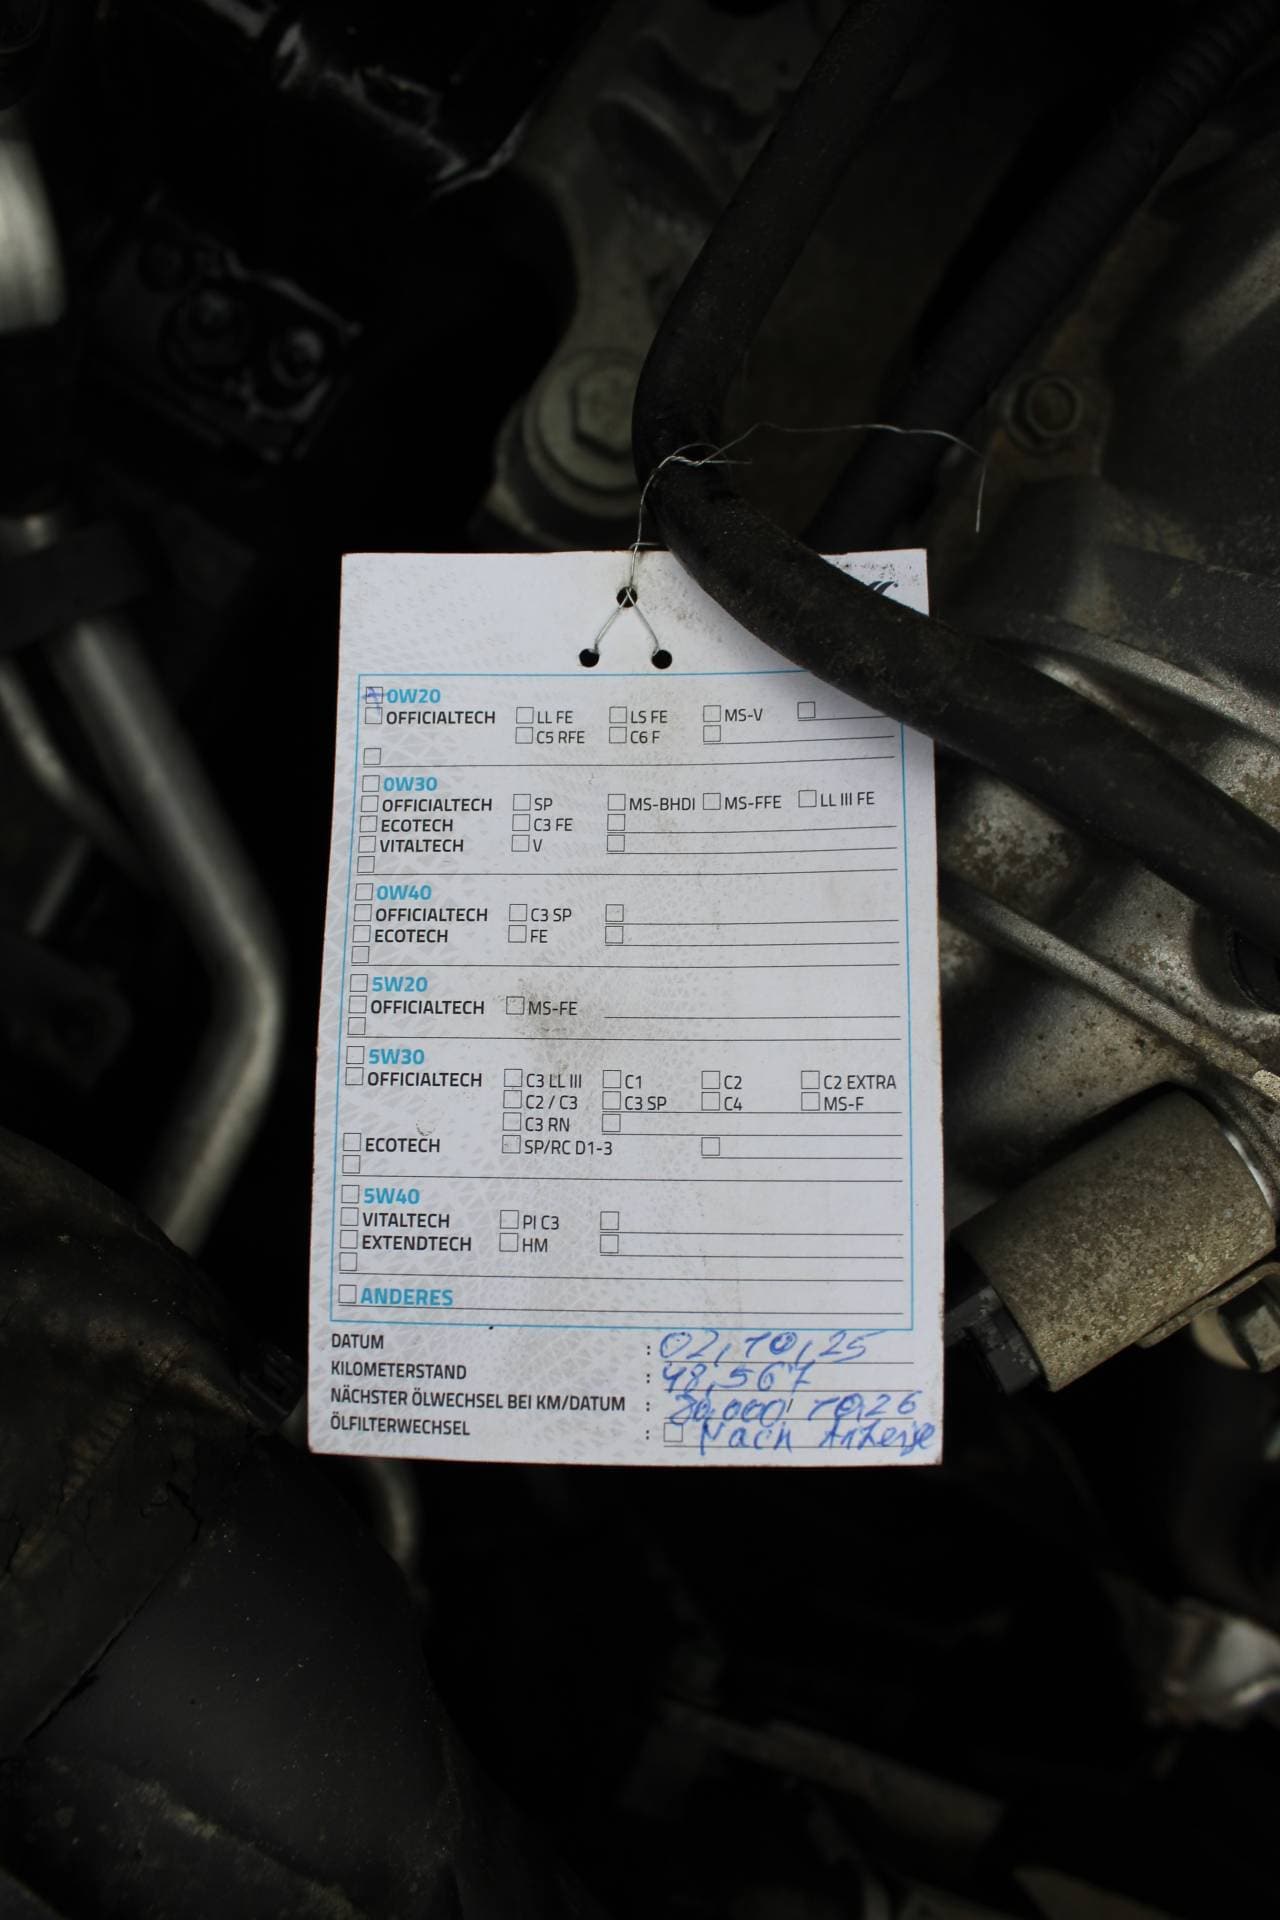 0W20
OFFICIALTECH LL FE LS FE MS-V
C5 RFE C6 F
0W30
OFFICIALTECH SP MS-BHDI MS-FFE LL III FE
ECOTECH C3 FE
VITALTECH V
0W40
OFFICIALTECH C3 SP
ECOTECH FE
5W20
OFFICIALTECH MS-FE
5W30
OFFICIALTECH C3 LL III C1 C2 C2 EXTRA
C2 / C3 C3 SP C4 MS-F
C3 RN
ECOTECH SP/RC D1-3
5W40
VITALTECH PI C3
EXTENDTECH HM
ANDERES
DATUM : 02,10,25
KILOMETERSTAND : 48,567
NÄCHSTER ÖLWECHSEL BEI KM/DATUM : 10,26
ÖLFILTERWECHSEL : Nach Anzeige